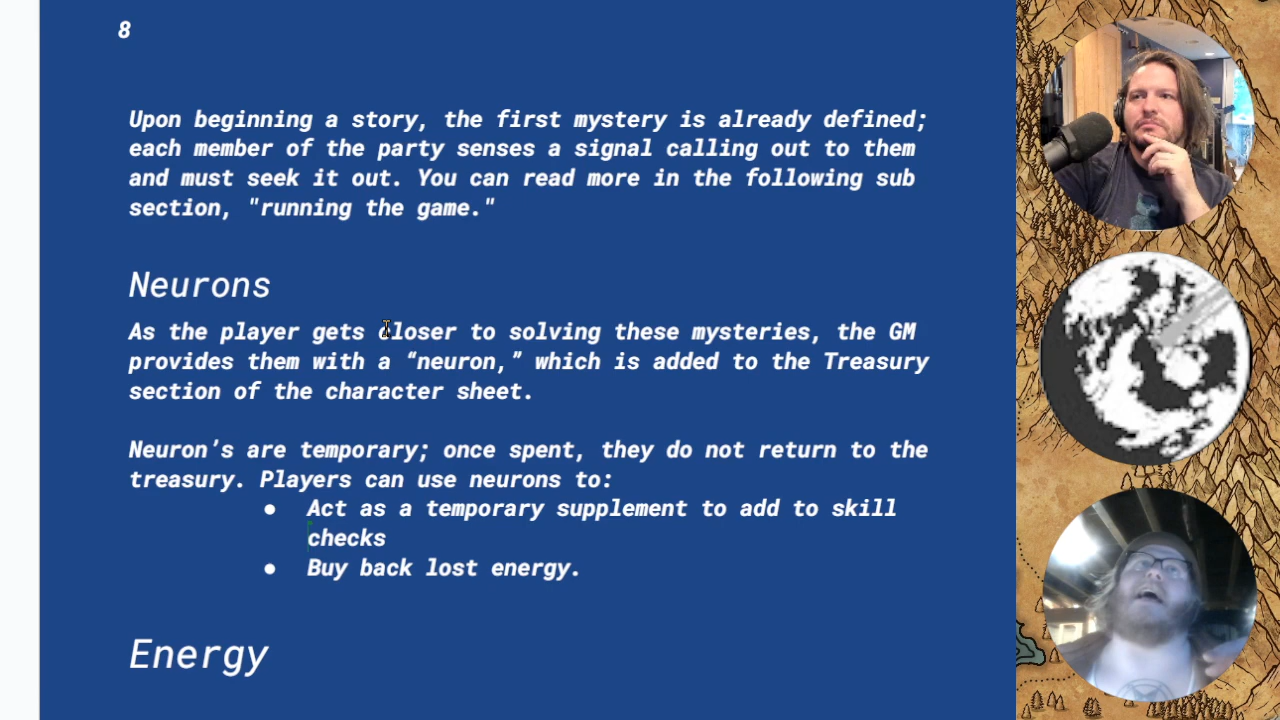 8
Upon beginning a story, the first mystery is already defined;
each member of the party senses a signal calling out to them
and must seek it out. You can read more in the following sub
section, "running the game."
Neurons
As the player gets closer to solving these mysteries, the GM
provides them with a “neuron,” which is added to the Treasury
section of the character sheet.
Neuron’s are temporary; once spent, they do not return to the
treasury. Players can use neurons to:
● Act as a temporary supplement to add to skill
checks
● Buy back lost energy.
Energy